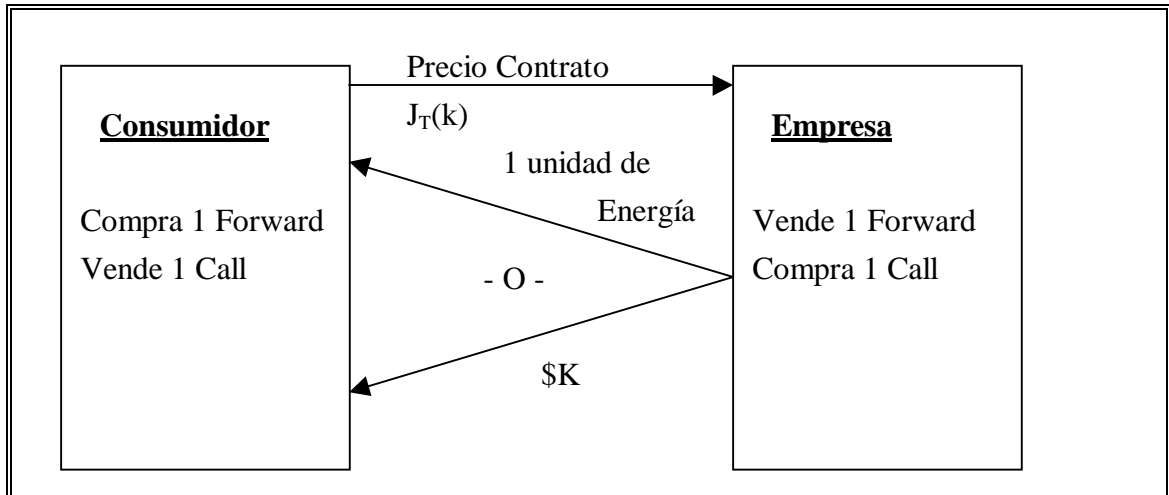 Precio Contrato
J_T(k)
Consumidor
Compra 1 Forward
Vende 1 Call
1 unidad de
Energía
- O -
$K
Empresa
Vende 1 Forward
Compra 1 Call